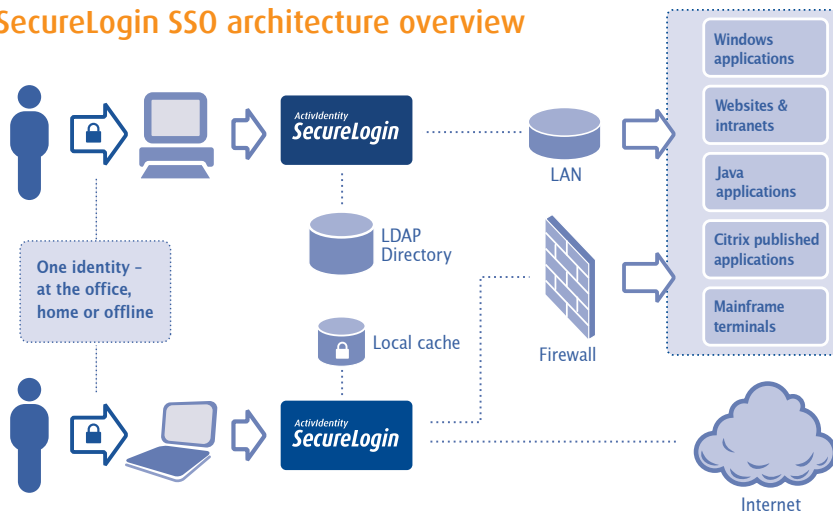 SecureLogin SSO architecture overview
Windows
applications
Websites &
intranets
Java
applications
Citrix published
applications
Mainframe
terminals
ActivIdentity
SecureLogin
LAN
LDAP
Directory
One identity –
at the office,
home or offline
Local cache
Firewall
ActivIdentity
SecureLogin
Internet